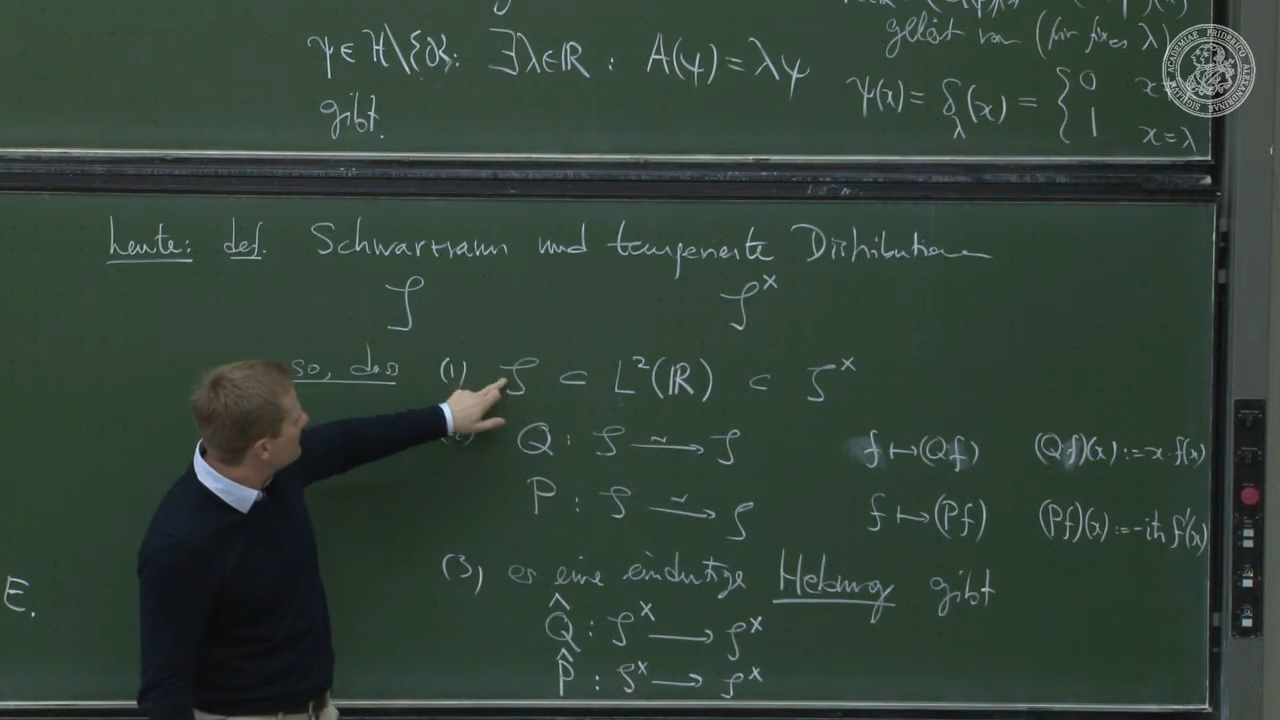 gelöst von (für fixes λ)
ψ∈H\{0}: ∃λ∈ℝ : A(ψ)=λψ
gibt.
ψ(x) = δ_λ(x) = { 0 x≠
1 x=λ
heute: def. Schwartzraum und temperierte Distributionen
S S^×
so, dass (1) S ⊂ L²(ℝ) ⊂ S^×
Q : S ⥲ S f ↦ (Qf) (Qf)(x) := x·f(x)
P : S ⥲ S f ↦ (Pf) (Pf)(x) := -iħ f'(x)
(3) es eine eindeutige Hebung gibt
Q̂ : S^× → S^×
P̂ : S^× → S^×
E.